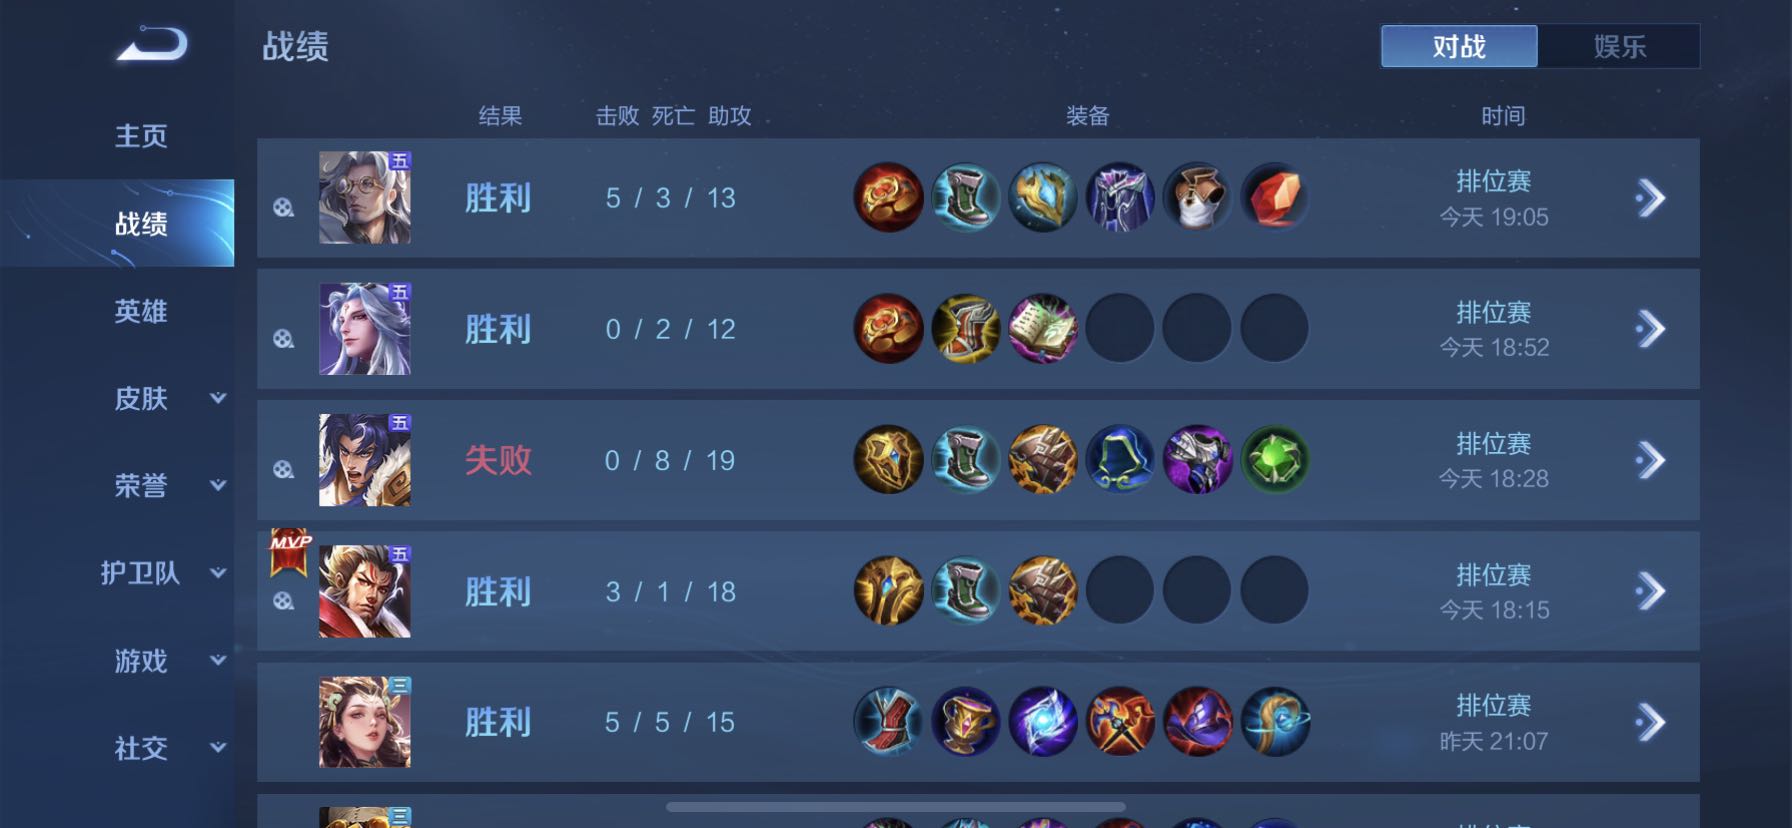 战绩
对战 娱乐
主页
战绩
英雄
皮肤
荣誉
护卫队
游戏
社交
结果 击败 死亡 助攻 装备 时间
五 胜利 5 / 3 / 13 排位赛
今天 19:05
五 胜利 0 / 2 / 12 排位赛
今天 18:52
五 失败 0 / 8 / 19 排位赛
今天 18:28
MVP 五 胜利 3 / 1 / 18 排位赛
今天 18:15
三 胜利 5 / 5 / 15 排位赛
昨天 21:07
三